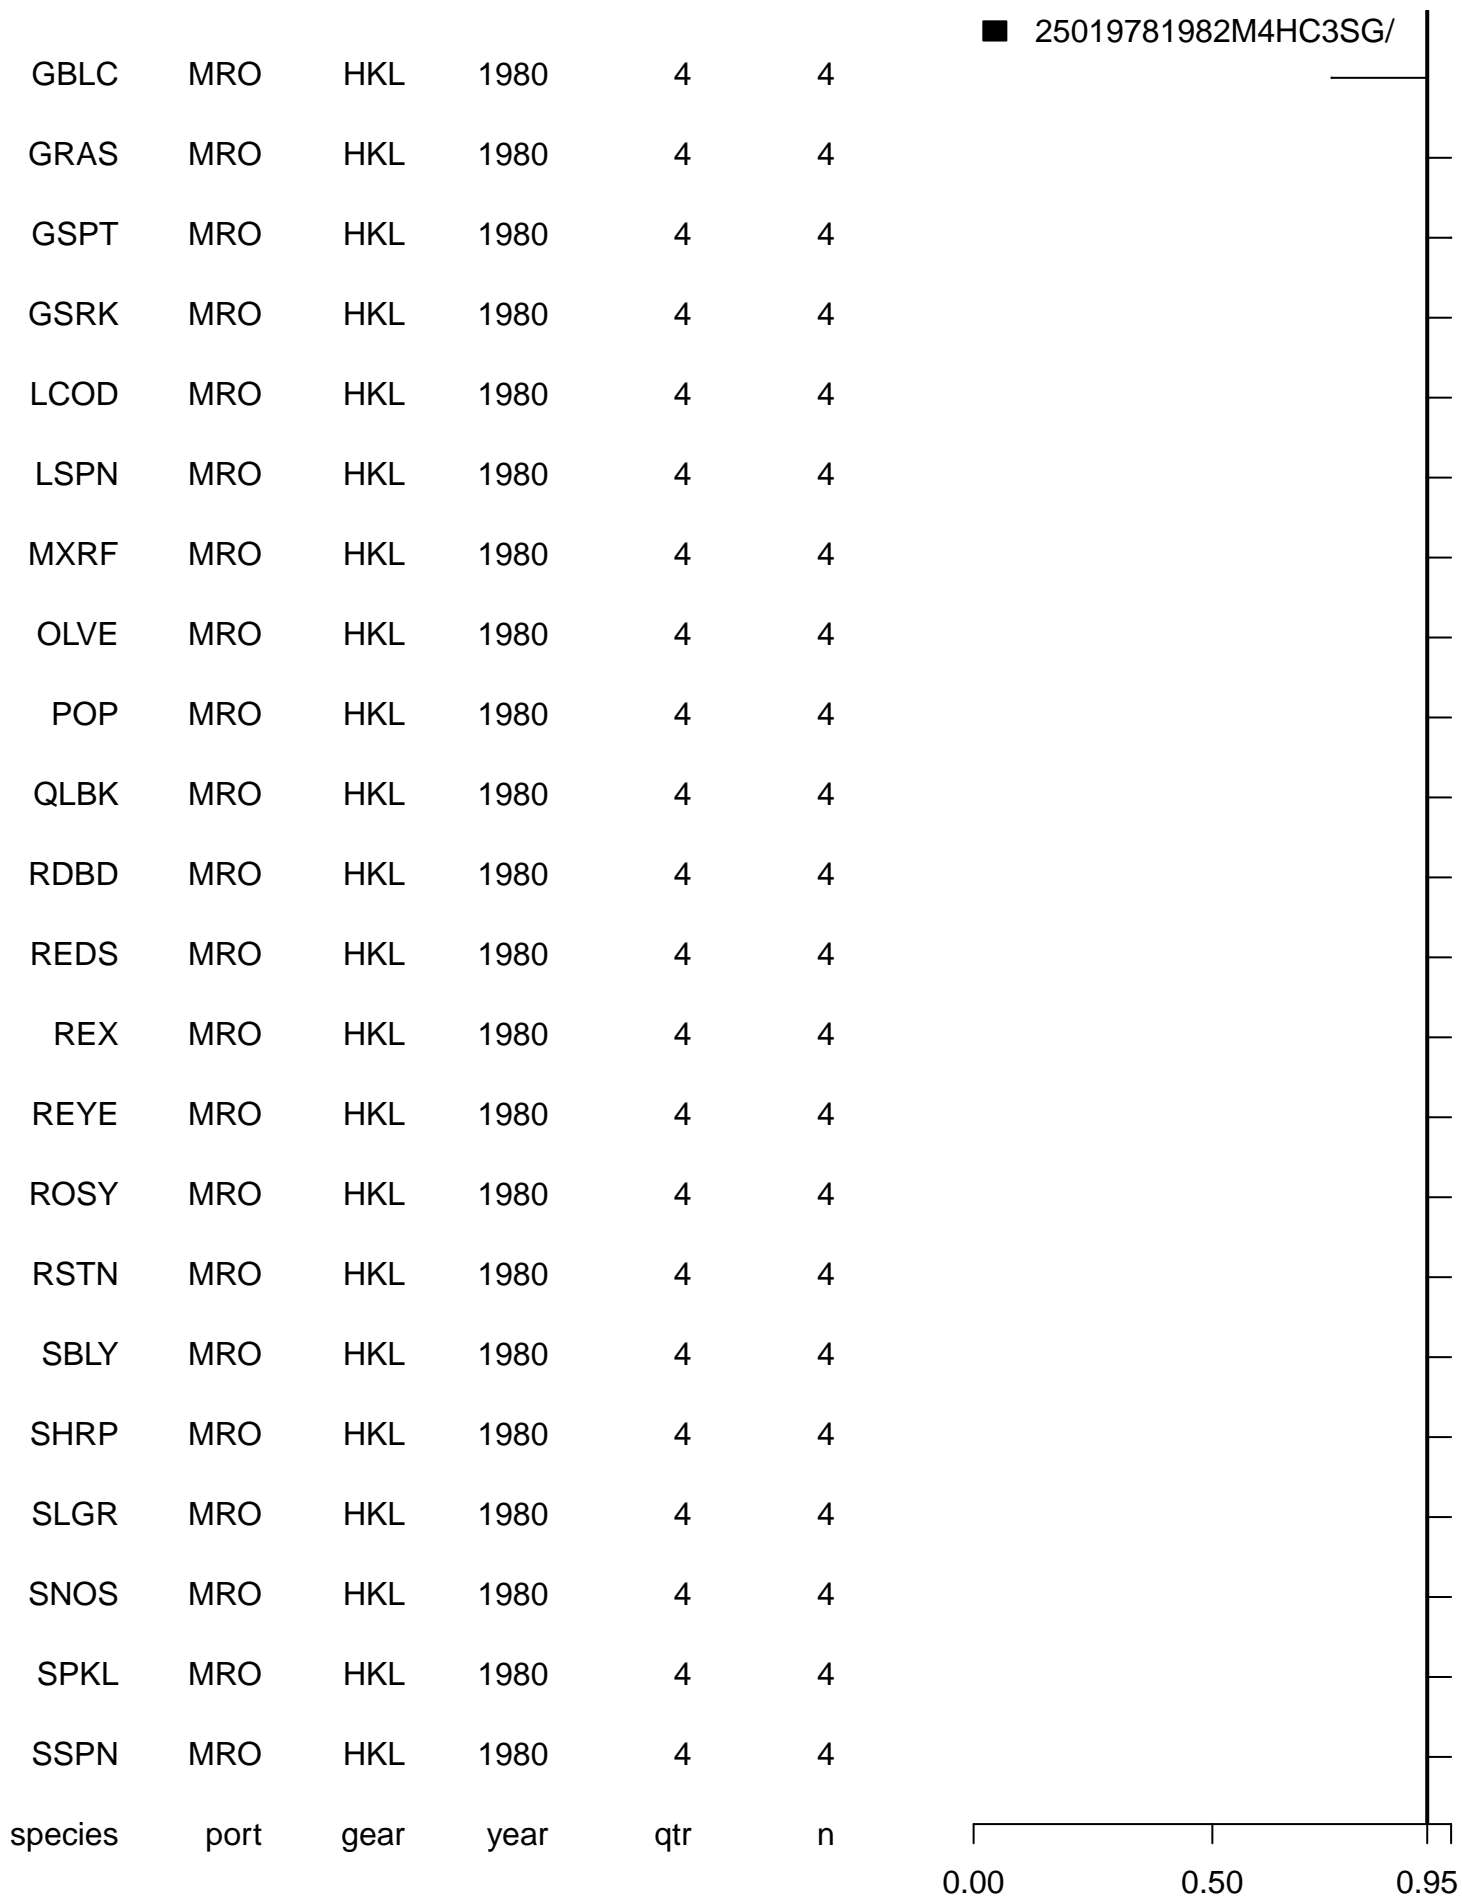 25019781982M4HC3SG/
GBLC MRO HKL 1980 4 4
GRAS MRO HKL 1980 4 4
GSPT MRO HKL 1980 4 4
GSRK MRO HKL 1980 4 4
LCOD MRO HKL 1980 4 4
LSPN MRO HKL 1980 4 4
MXRF MRO HKL 1980 4 4
OLVE MRO HKL 1980 4 4
POP MRO HKL 1980 4 4
QLBK MRO HKL 1980 4 4
RDBD MRO HKL 1980 4 4
REDS MRO HKL 1980 4 4
REX MRO HKL 1980 4 4
REYE MRO HKL 1980 4 4
ROSY MRO HKL 1980 4 4
RSTN MRO HKL 1980 4 4
SBLY MRO HKL 1980 4 4
SHRP MRO HKL 1980 4 4
SLGR MRO HKL 1980 4 4
SNOS MRO HKL 1980 4 4
SPKL MRO HKL 1980 4 4
SSPN MRO HKL 1980 4 4
species port gear year qtr n
0.00 0.50 0.95